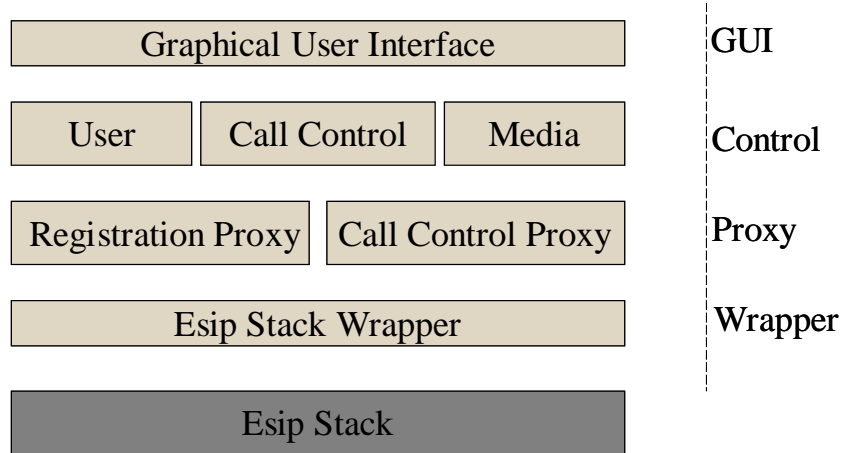 Graphical User Interface
GUI
User
Call Control
Media
Control
Registration Proxy
Call Control Proxy
Proxy
Esip Stack Wrapper
Wrapper
Esip Stack